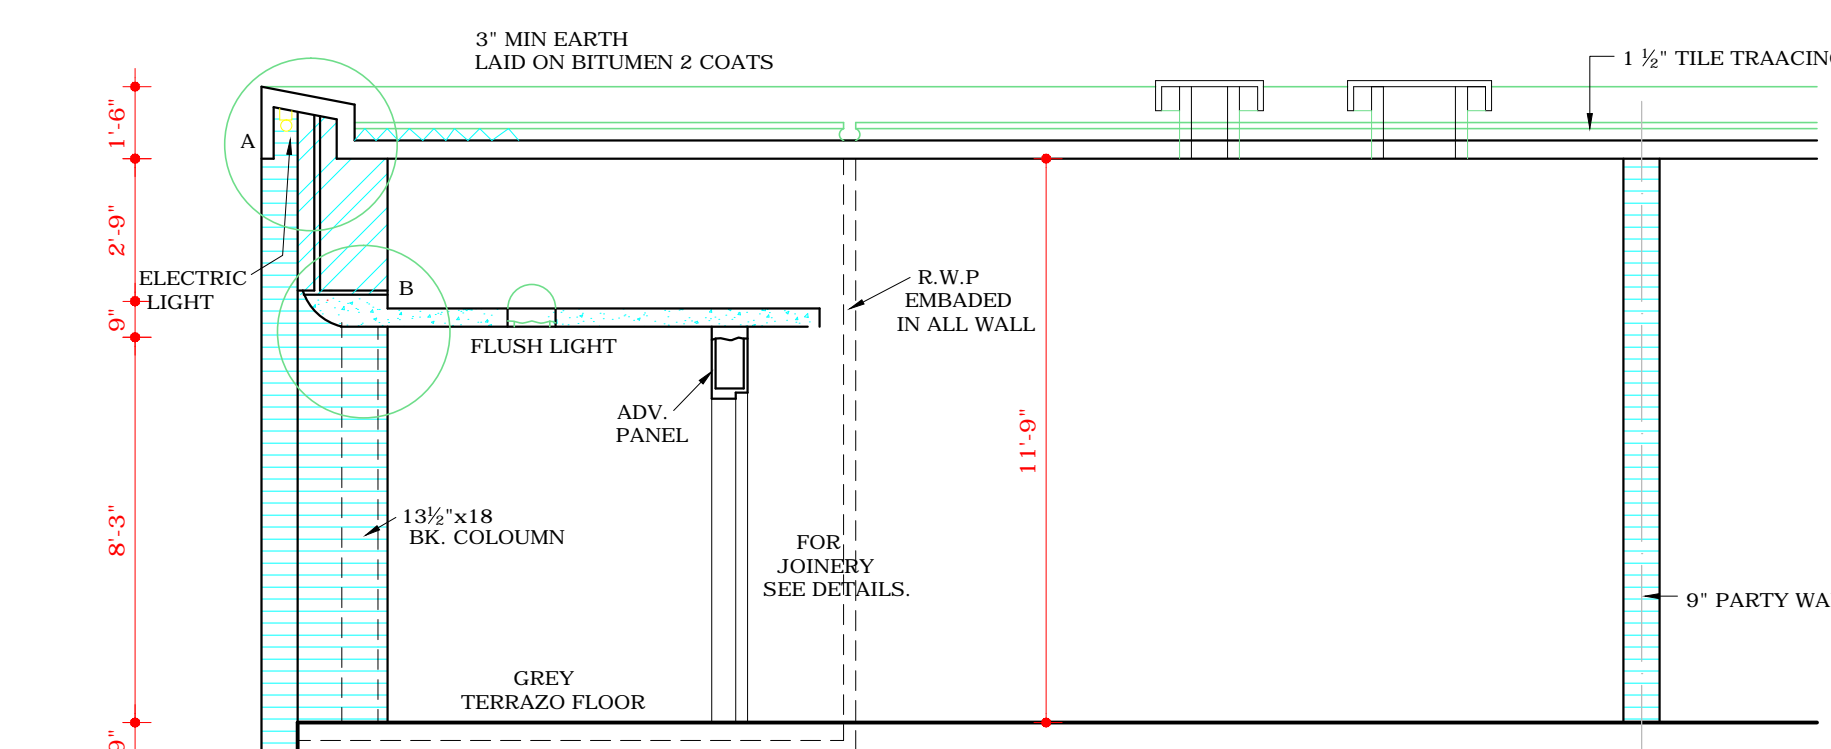 3" MIN EARTH
LAID ON BITUMEN 2 COATS
1 ½" TILE TRAACING
1'-6"
A
2'-9"
ELECTRIC
LIGHT
B
R.W.P
EMBADED
IN ALL WALL
9"
FLUSH LIGHT
ADV.
PANEL
11'-9"
8'-3"
13½"x18
BK. COLOUMN
FOR
JOINERY
SEE DETAILS.
9" PARTY WA
GREY
TERRAZO FLOOR
9"